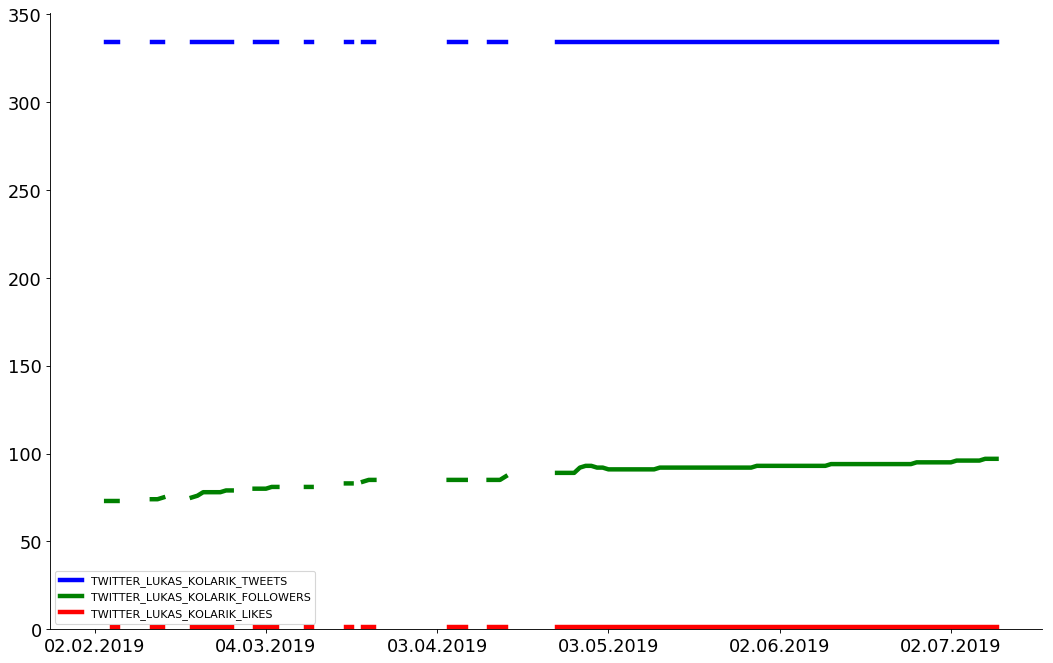 350
300
250
200
150
100
50
0
TWITTER_LUKAS_KOLARIK_TWEETS
TWITTER_LUKAS_KOLARIK_FOLLOWERS
TWITTER_LUKAS_KOLARIK_LIKES
02.02.2019 04.03.2019 03.04.2019 03.05.2019 02.06.2019 02.07.2019